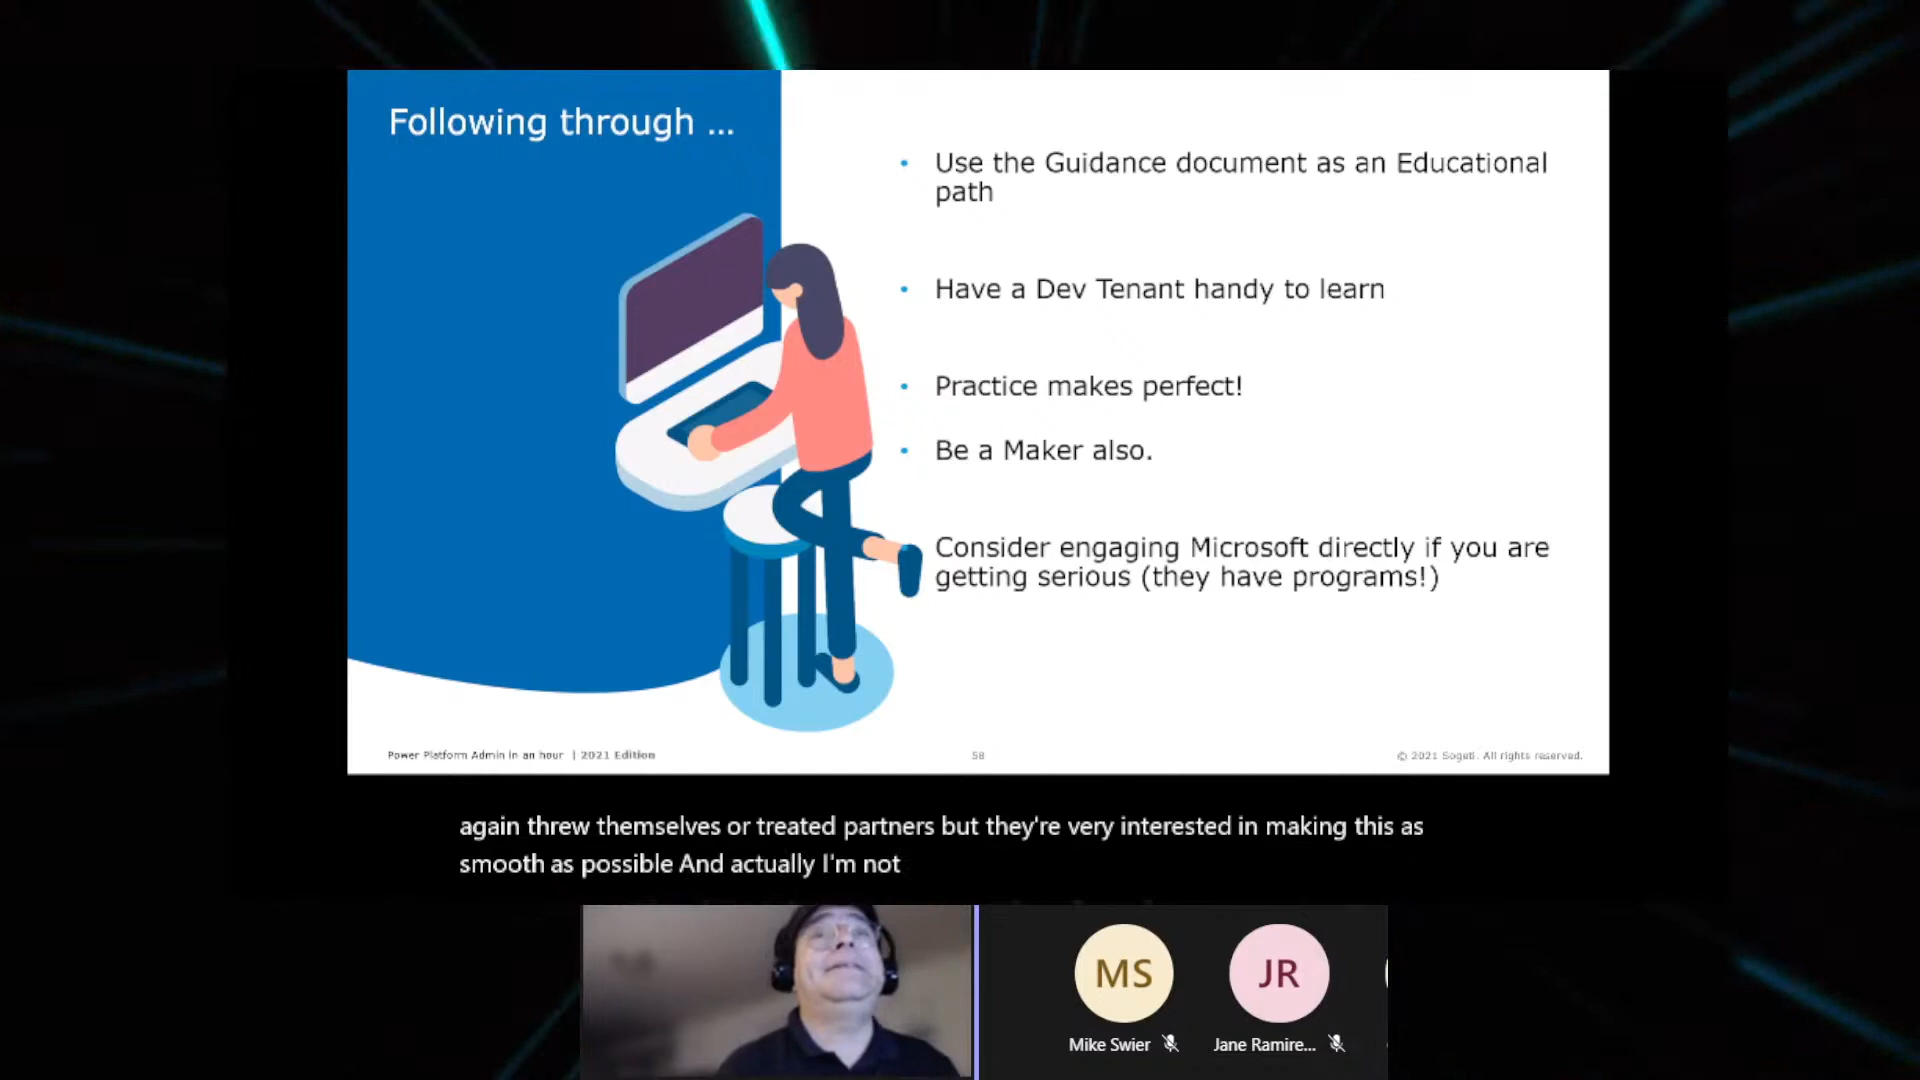 Following through ...
Use the Guidance document as an Educational
path
Have a Dev Tenant handy to learn
Practice makes perfect!
Be a Maker also.
Consider engaging Microsoft directly if you are
getting serious (they have programs!)
Power Platform Admin in an hour | 2021 Edition
58
© 2021 Sogeti. All rights reserved.
again threw themselves or treated partners but they're very interested in making this as
smooth as possible And actually I'm not
MS
JR
Mike Swier
Jane Ramire...